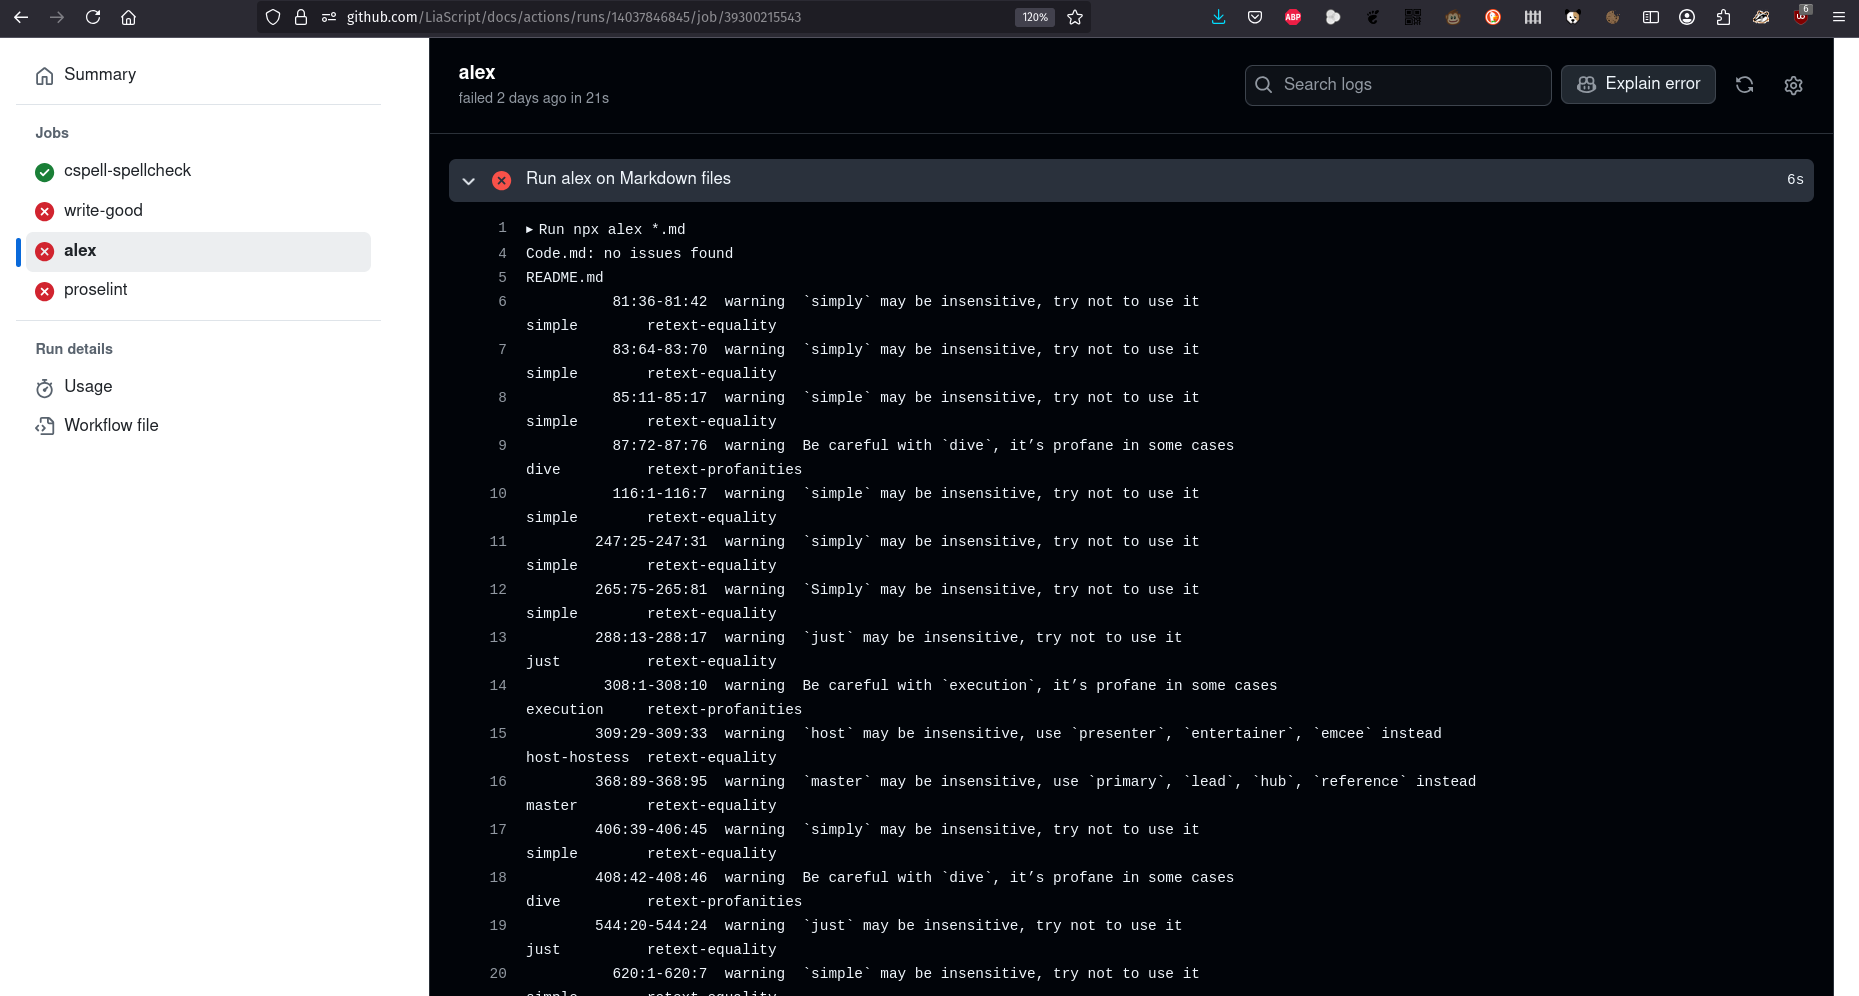 github.com/LiaScript/docs/actions/runs/14037846845/job/39300215543
120%
ABP
6
Summary
Jobs
cspell-spellcheck
write-good
alex
proselint
Run details
Usage
Workflow file
alex
failed 2 days ago in 21s
Search logs
Explain error
Run alex on Markdown files
6s
1 Run npx alex *.md
4 Code.md: no issues found
5 README.md
6 81:36-81:42 warning `simply` may be insensitive, try not to use it
simple retext-equality
7 83:64-83:70 warning `simply` may be insensitive, try not to use it
simple retext-equality
8 85:11-85:17 warning `simple` may be insensitive, try not to use it
simple retext-equality
9 87:72-87:76 warning Be careful with `dive`, it’s profane in some cases
dive retext-profanities
10 116:1-116:7 warning `simple` may be insensitive, try not to use it
simple retext-equality
11 247:25-247:31 warning `simply` may be insensitive, try not to use it
simple retext-equality
12 265:75-265:81 warning `Simply` may be insensitive, try not to use it
simple retext-equality
13 288:13-288:17 warning `just` may be insensitive, try not to use it
just retext-equality
14 308:1-308:10 warning Be careful with `execution`, it’s profane in some cases
execution retext-profanities
15 309:29-309:33 warning `host` may be insensitive, use `presenter`, `entertainer`, `emcee` instead
host-hostess retext-equality
16 368:89-368:95 warning `master` may be insensitive, use `primary`, `lead`, `hub`, `reference` instead
master retext-equality
17 406:39-406:45 warning `simply` may be insensitive, try not to use it
simple retext-equality
18 408:42-408:46 warning Be careful with `dive`, it’s profane in some cases
dive retext-profanities
19 544:20-544:24 warning `just` may be insensitive, try not to use it
just retext-equality
20 620:1-620:7 warning `simple` may be insensitive, try not to use it
simple retext-equality